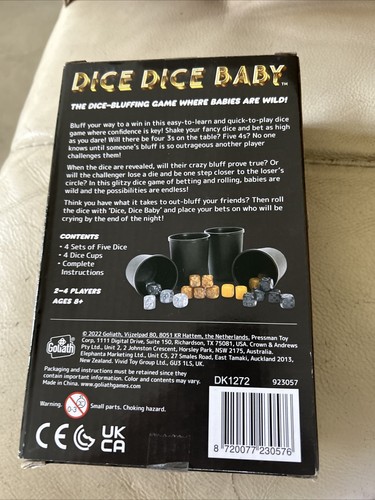 DICE DICE BABY™
THE DICE-BLUFFING GAME WHERE BABIES ARE WILD!
Bluff your way to a win in this easy-to-learn and quick-to-play dice
game where confidence is key! Shake your fancy dice and bet as high
as you dare! Will there be four 3s on the table? Five 4s? No one
knows until someone's bluff is so outrageous another player
challenges them!
When the dice are revealed, will their crazy bluff prove true? Or
will the challenger lose a die and be one step closer to the loser's
circle? In this glitzy dice game of betting and rolling, babies are
wild and the possibilities are endless!
Think you have what it takes to out-bluff your friends? Then roll
the dice with 'Dice, Dice Baby' and place your bets on who will be
crying by the end of the night!
CONTENTS
- 4 Sets of Five Dice
- 4 Dice Cups
- Complete
Instructions
2-4 PLAYERS
AGES 8+
Goliath
© 2022 Goliath, Vijzelpad 80, 8051 KR Hattem, the Netherlands. Pressman Toy
Corp, 1111 Digital Drive, Suite 150, Richardson, TX 75081, USA. Crown & Andrews
Pty Ltd., Unit 2, 2 Johnston Crescent, Horsley Park, NSW 2175, Australia.
Elephanta Marketing Ltd., Unit C5, 27 Smales Road, East Tamaki, Auckland 2013,
New Zealand. Vivid Toy Group Ltd., GU3 1LS, UK.
Packaging and instructions must be retained since they
contain important information. Color and contents may vary.
Made in China. www.goliathgames.com
DK1272
923057
Warning.
0-3
Small parts. Choking hazard.
CE
UK
CA
8 720077 230576